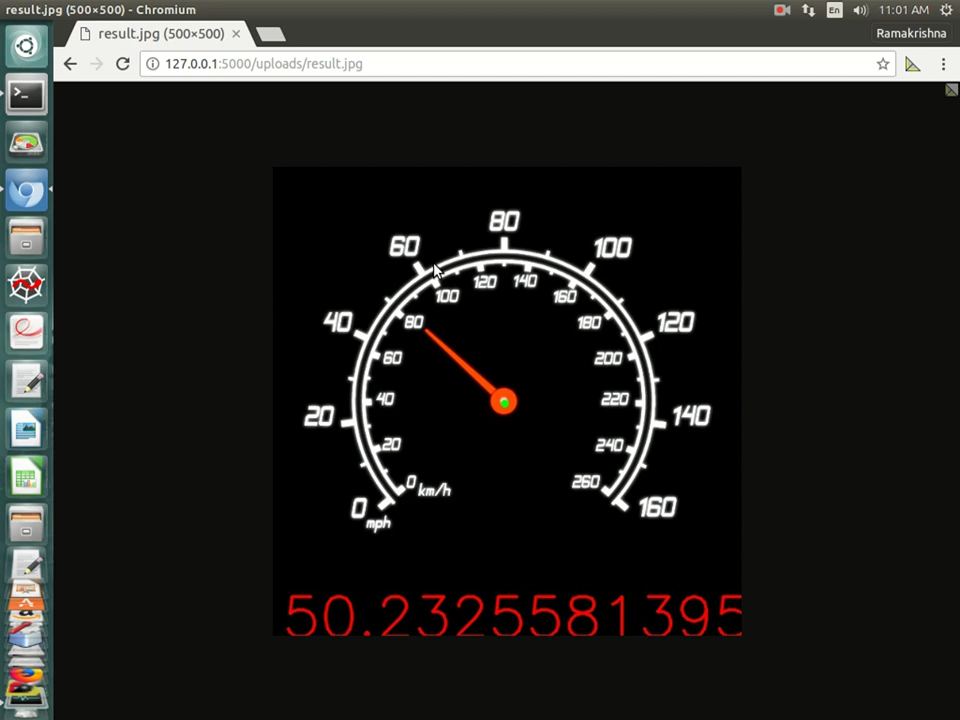 result.jpg (500×500) - Chromium
En
11:01 AM
result.jpg (500×500)
Ramakrishna
127.0.0.1:5000/uploads/result.jpg
80
60
100
120
140
100
160
40
80
180
120
60
200
20
40
220
140
20
240
0 km/h
260
0 mph
160
50.2325581395